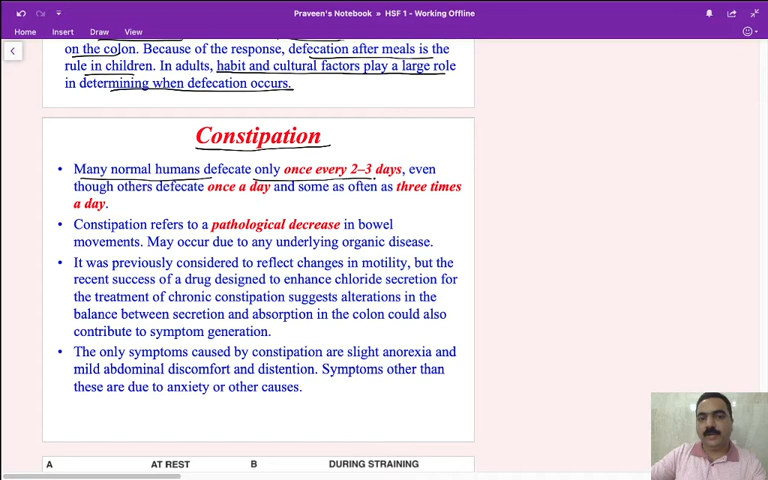 Praveen's Notebook » HSF 1 - Working Offline
Home Insert Draw View
on the colon. Because of the response, defecation after meals is the
rule in children. In adults, habit and cultural factors play a large role
in determining when defecation occurs.
Constipation
• Many normal humans defecate only once every 2–3 days, even
though others defecate once a day and some as often as three times
a day.
• Constipation refers to a pathological decrease in bowel
movements. May occur due to any underlying organic disease.
• It was previously considered to reflect changes in motility, but the
recent success of a drug designed to enhance chloride secretion for
the treatment of chronic constipation suggests alterations in the
balance between secretion and absorption in the colon could also
contribute to symptom generation.
• The only symptoms caused by constipation are slight anorexia and
mild abdominal discomfort and distention. Symptoms other than
these are due to anxiety or other causes.
A AT REST B DURING STRAINING